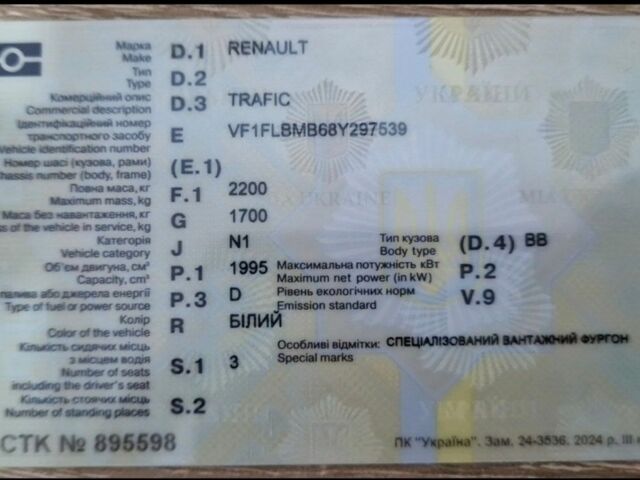 Марка D.1 RENAULT
Make
Тип D.2
Type
Комерційний опис D.3 TRAFIC
Commercial description
УКРАЇНИ
Ідентифікаційний номер
транспортного засобу E VF1FLBMB68Y297539
Vehicle identification number
Номер шасі (кузова, рами) (E.1)
hassis number (body, frame)
Повна маса, кг F.1 2200
Maximum mass, kg
UKRAINE
Маса без навантаження, кг G 1700
ss of the vehicle in service, kg
Категорія J N1 Тип кузова (D.4) BB
Vehicle category Body type
Об'єм двигуна, см³ P.1 1995 Максимальна потужність кВт P.2
Capacity, cm³ Maximum net power (in kW)
палива або джерела енергії P.3 D Рівень екологічних норм V.9
Type of fuel or power source Emission standard
Колір R БІЛИЙ
Color of the vehicle
Особливі відмітки: СПЕЦІАЛІЗОВАНИЙ ВАНТАЖНИЙ ФУРГОН
Special marks
Кількість сидячих місць
з місцем водія S.1 3
Number of seats
including the driver's seat
Кількість стоячих місць S.2
Number of standing places
СТК № 895598
ПК "Україна". Зам. 24-3536. 2024 р. III к